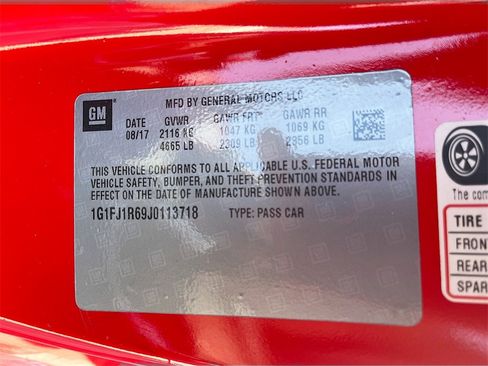 MFD BY GENERAL MOTORS LLC
GM
DATE GVWR GAWR FRT GAWR RR
08/17 2116 KG 1047 KG 1069 KG
4665 LB 2309 LB 2356 LB
THIS VEHICLE CONFORMS TO ALL APPLICABLE U.S. FEDERAL MOTOR
VEHICLE SAFETY, BUMPER, AND THEFT PREVENTION STANDARDS IN
EFFECT ON THE DATE OF MANUFACTURE SHOWN ABOVE.
1G1FJ1R69J0113718 TYPE: PASS CAR
The com
TIRE
FRON
REAR
SPAR